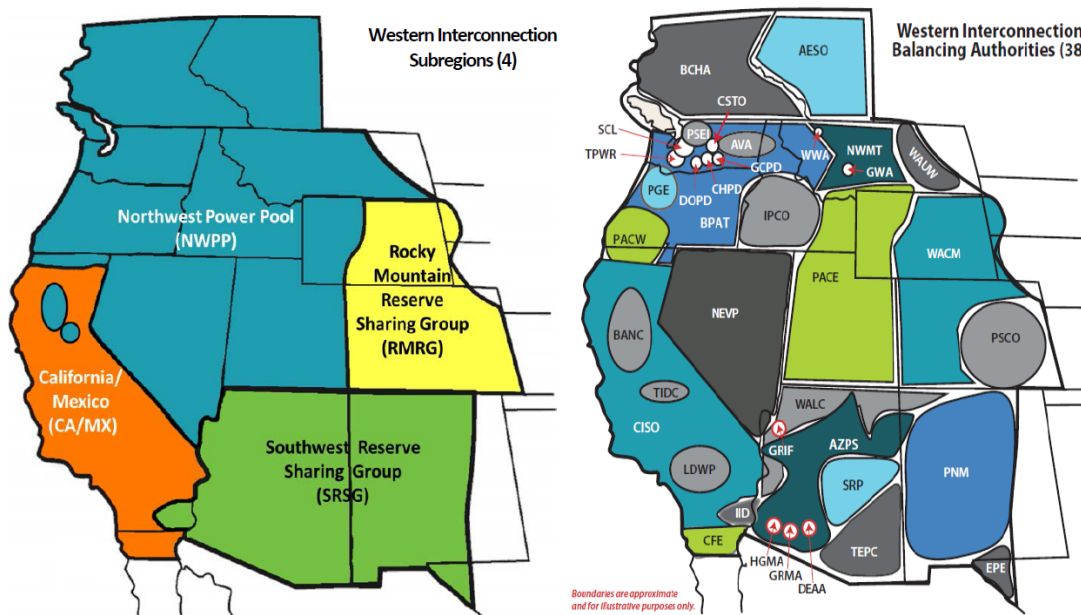 Western Interconnection
Subregions (4)
Northwest Power Pool
(NWPP)
Rocky
Mountain
Reserve
Sharing Group
(RMRG)
California/
Mexico
(CA/MX)
Southwest Reserve
Sharing Group
(SRSG)
Western Interconnection
Balancing Authorities (38
AESO
BCHA
CSTO
SCL
PSEI
AVA
TPWR
WWA
NWMT
WAUW
GCPD
GWA
PGE
DOPD
CHPD
IPCO
BPAT
PACW
WACM
PACE
NEVP
BANC
PSCO
TIDC
WALC
CISO
GRIF
AZPS
LDWP
SRP
PNM
IID
CFE
TEPC
HGMA
GRMA
DEAA
EPE
Boundaries are approximate
and for illustrative purposes only.